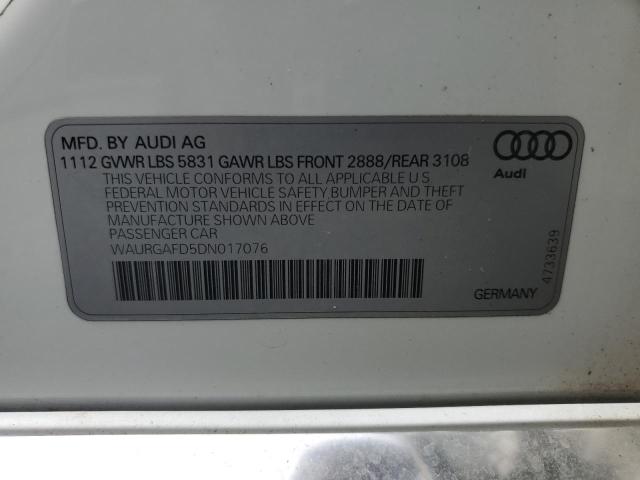 MFD. BY AUDI AG
1112 GVWR LBS 5831 GAWR LBS FRONT 2888/REAR 3108
THIS VEHICLE CONFORMS TO ALL APPLICABLE U S
FEDERAL MOTOR VEHICLE SAFETY BUMPER AND THEFT
PREVENTION STANDARDS IN EFFECT ON THE DATE OF
MANUFACTURE SHOWN ABOVE
PASSENGER CAR
WAURGAFD5DN017076
Audi
4733639
GERMANY